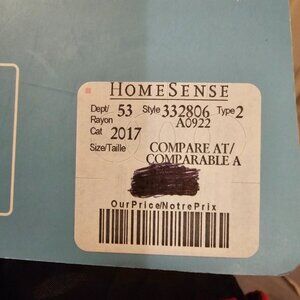 HOMESENSE
Dept/ 53 Style 332806 Type 2
Rayon A0922
Cat 2017
Size/Taille COMPARE AT/
COMPARABLE A
OurPrice/NotrePrix